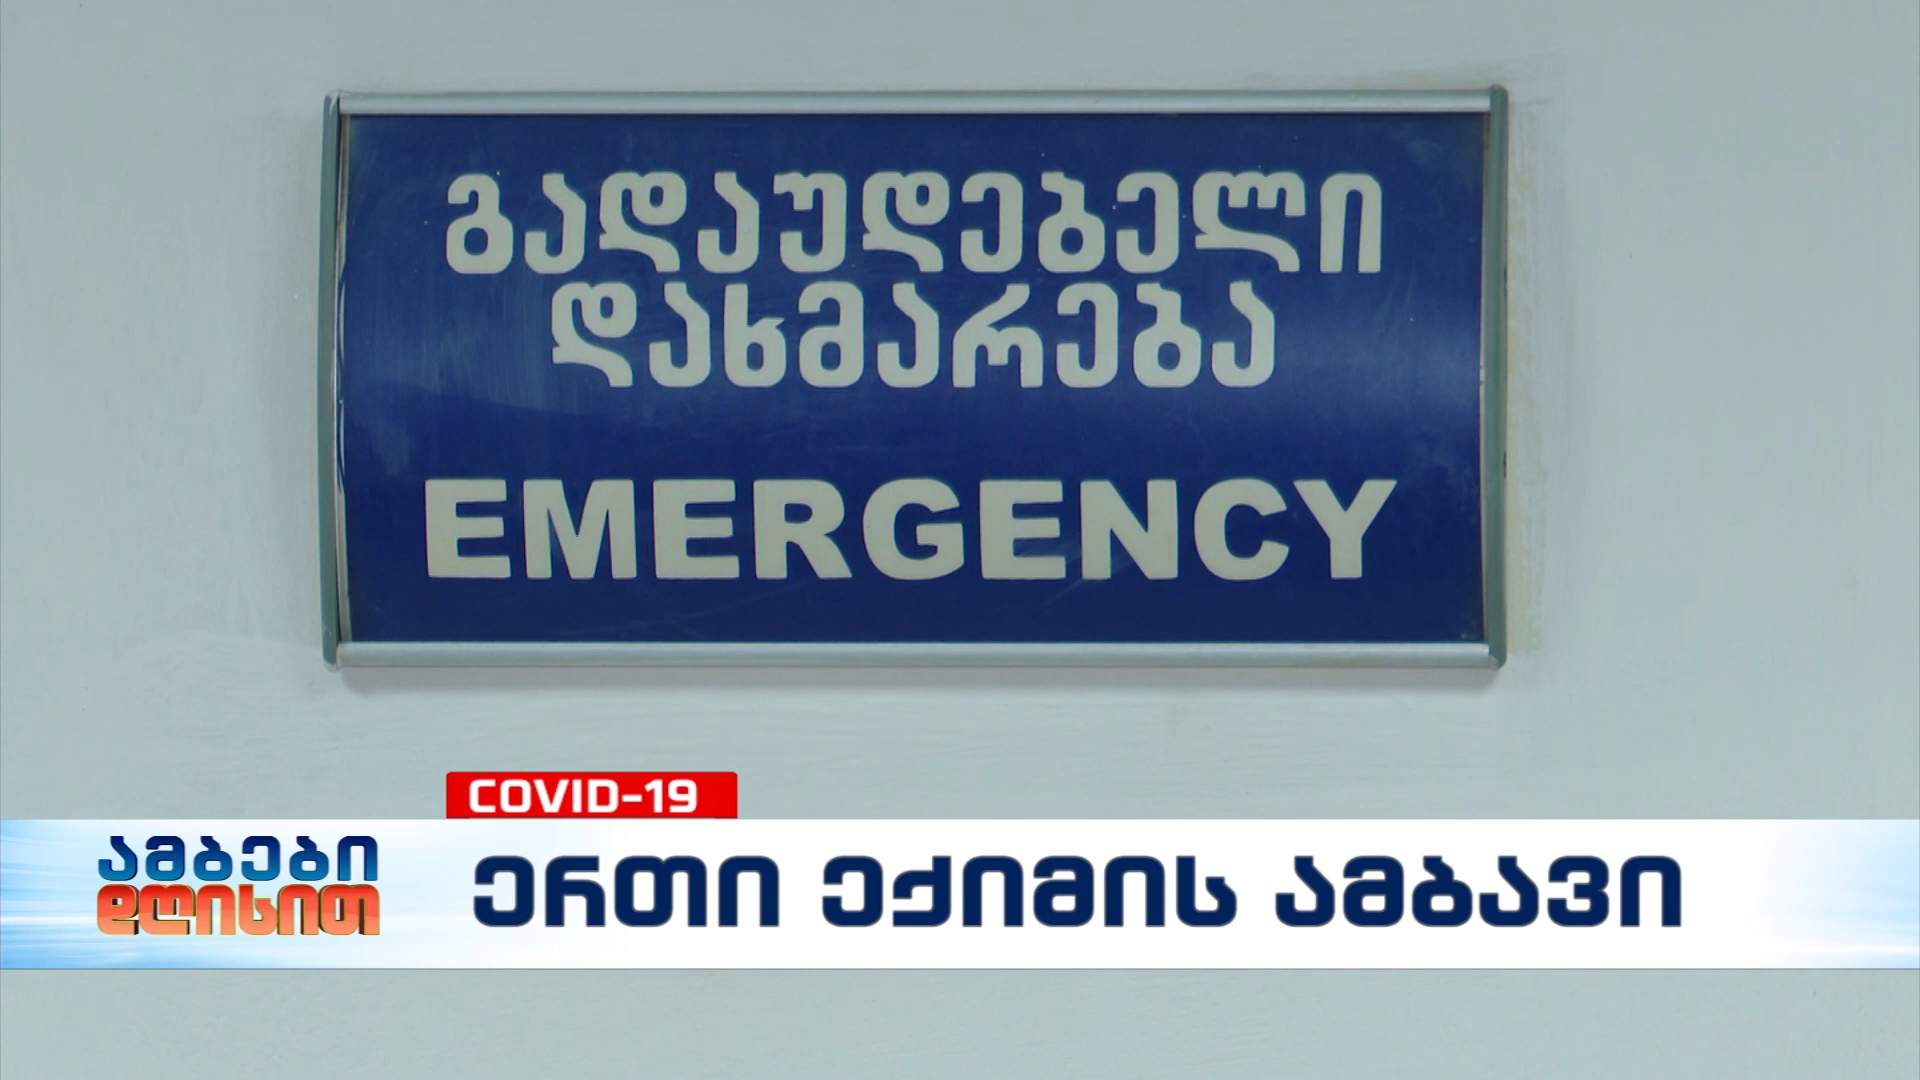 გადაუდებელი
დახმარება
EMERGENCY
COVID-19
ამბები
დღისით
ერთი ექიმის ამბავი